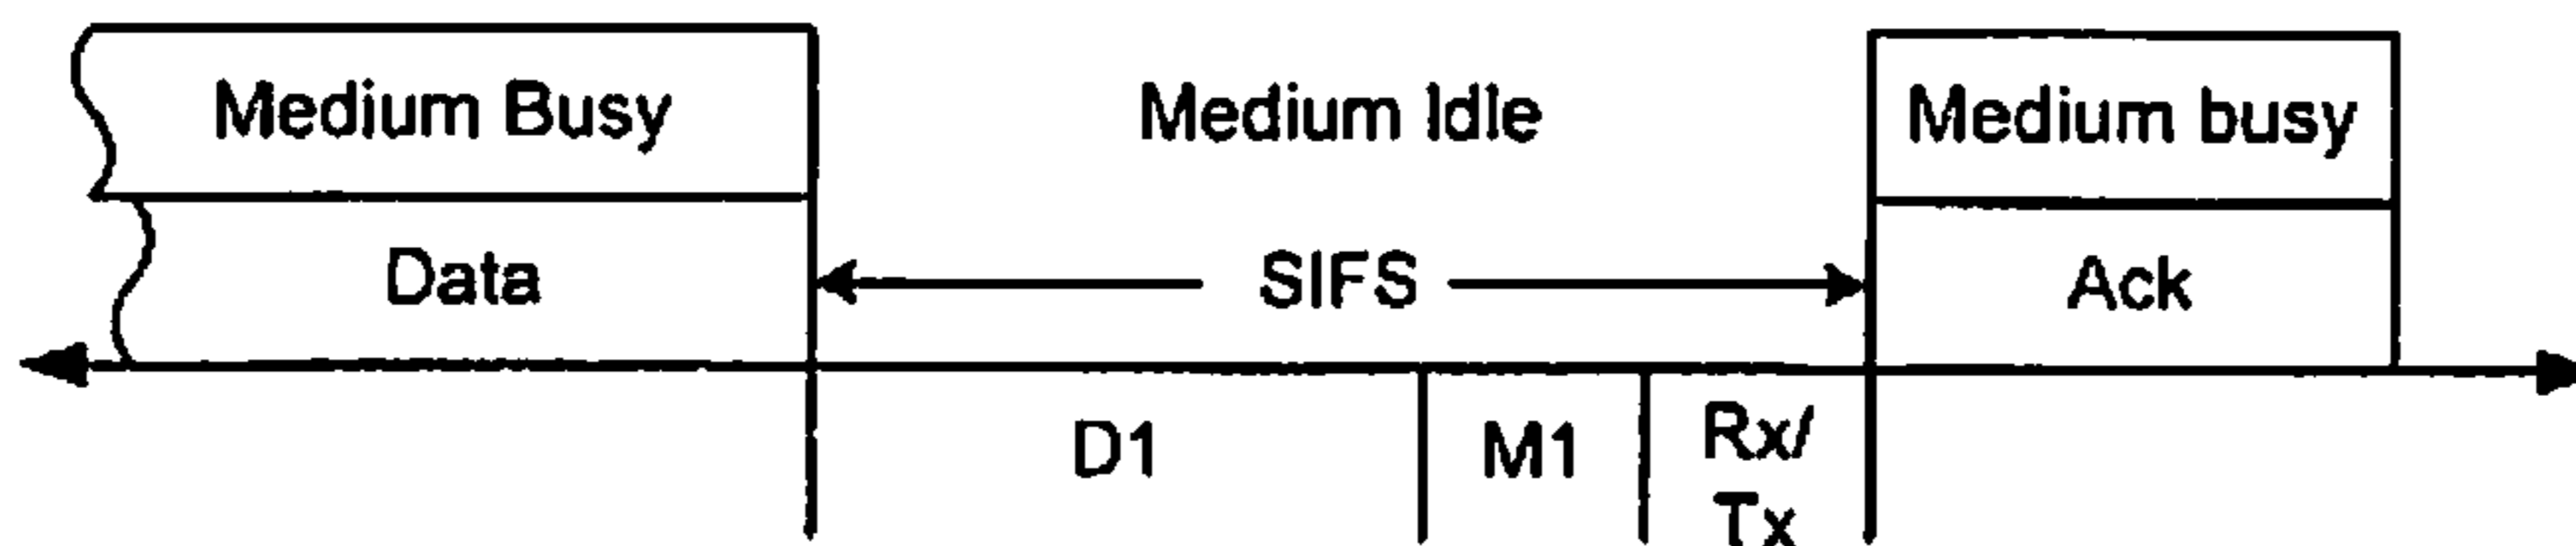 Medium Busy
Medium Idle
Medium busy
Data
SIFS
Ack
D1
M1
Rx/
Tx